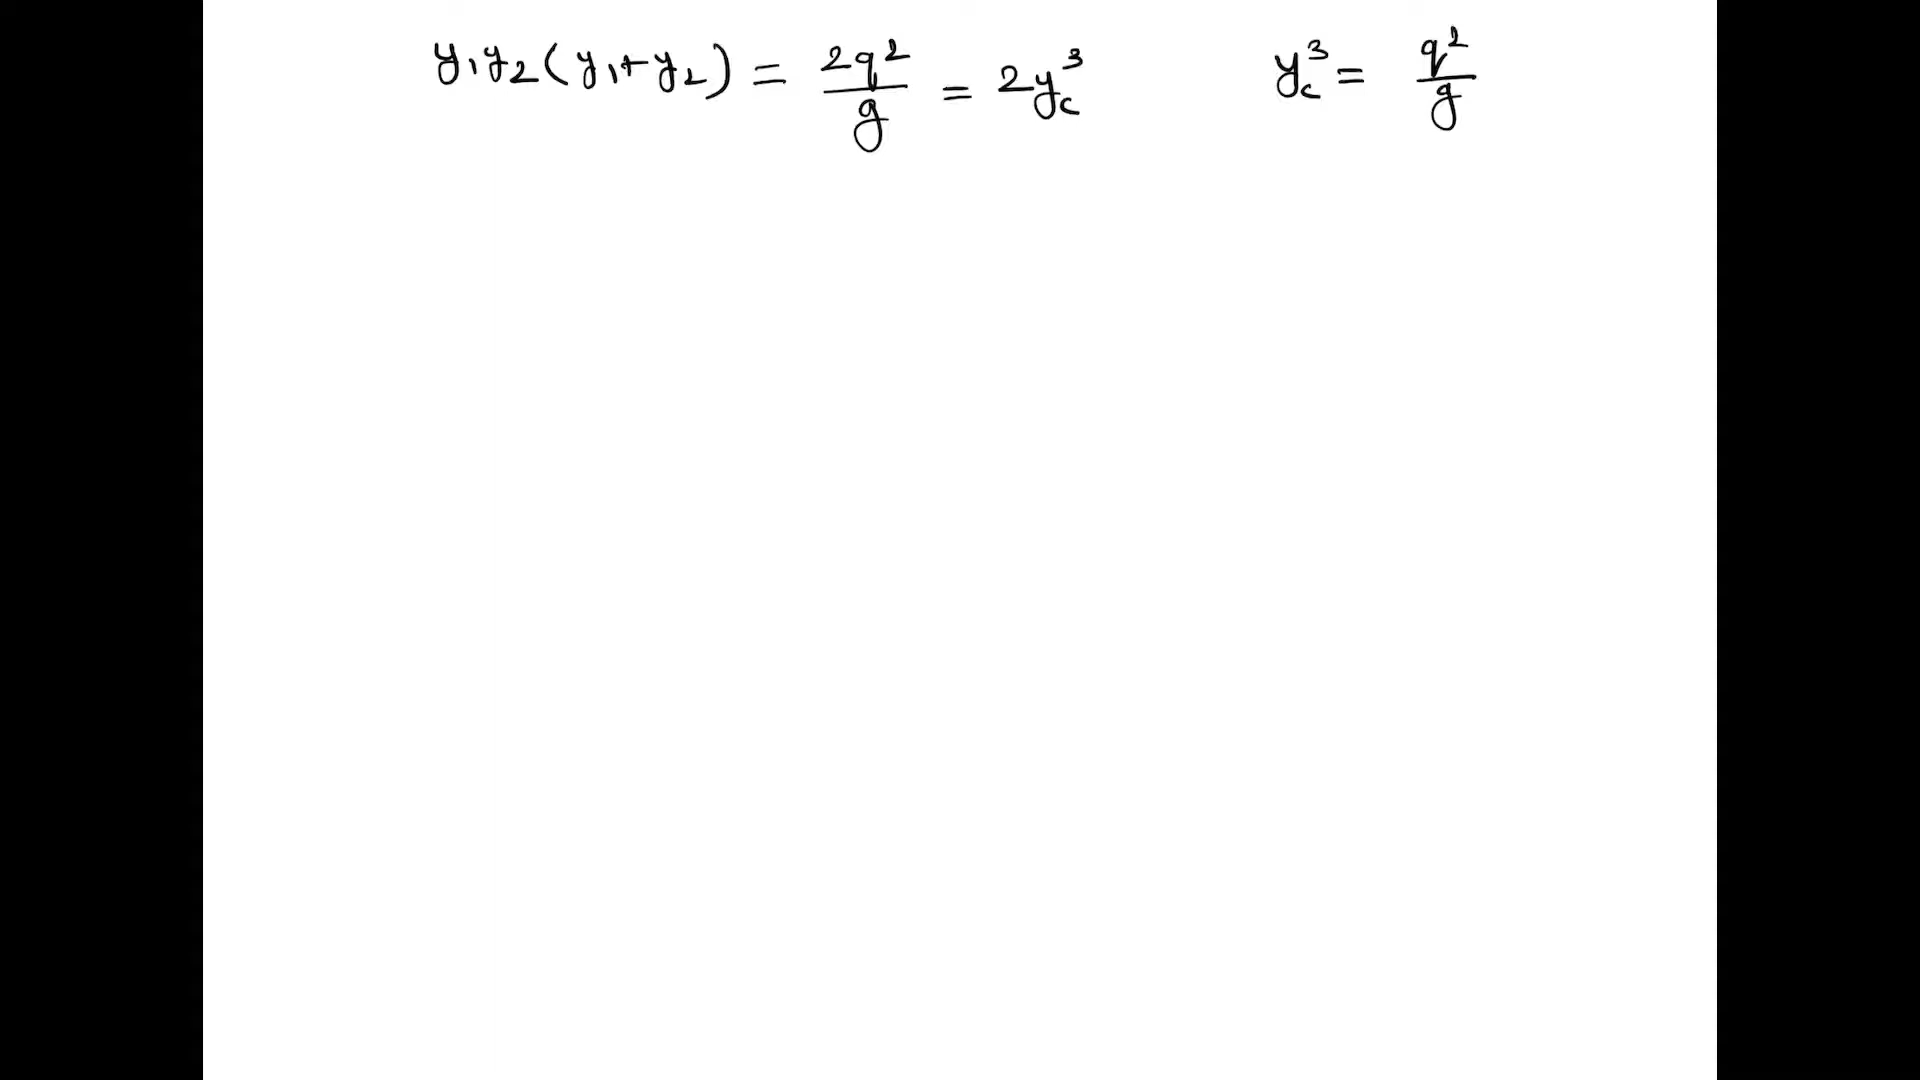 y₁y₂(y₁+y₂) = 2q²/g = 2y_c³    y_c³ = q²/g